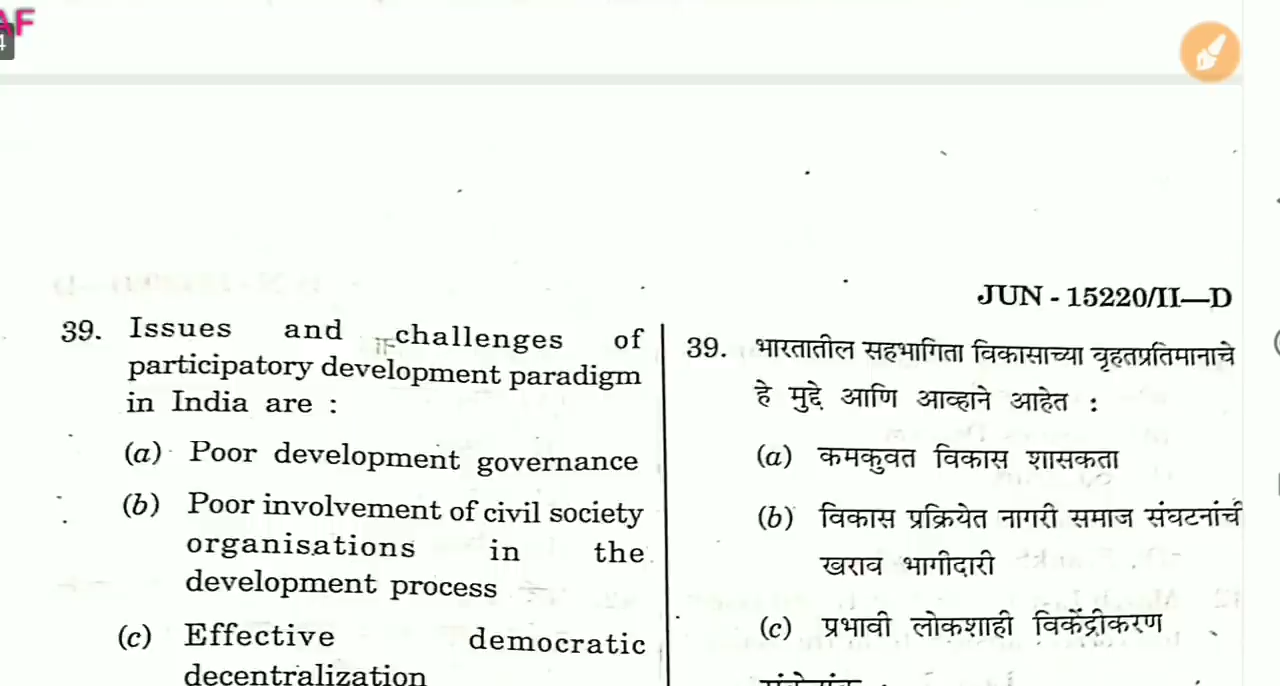 AF
4
JUN - 15220/II—D
39. Issues and challenges of
participatory development paradigm
in India are :
(a) Poor development governance
(b) Poor involvement of civil society
organisations in the
development process
(c) Effective democratic
decentralization
39. भारतातील सहभागिता विकासाच्या वृहतप्रतिमानाचे
हे मुद्दे आणि आव्हाने आहेत :
(a) कमकुवत विकास शासकता
(b) विकास प्रक्रियेत नागरी समाज संघटनांची
खराब भागीदारी
(c) प्रभावी लोकशाही विकेंद्रीकरण